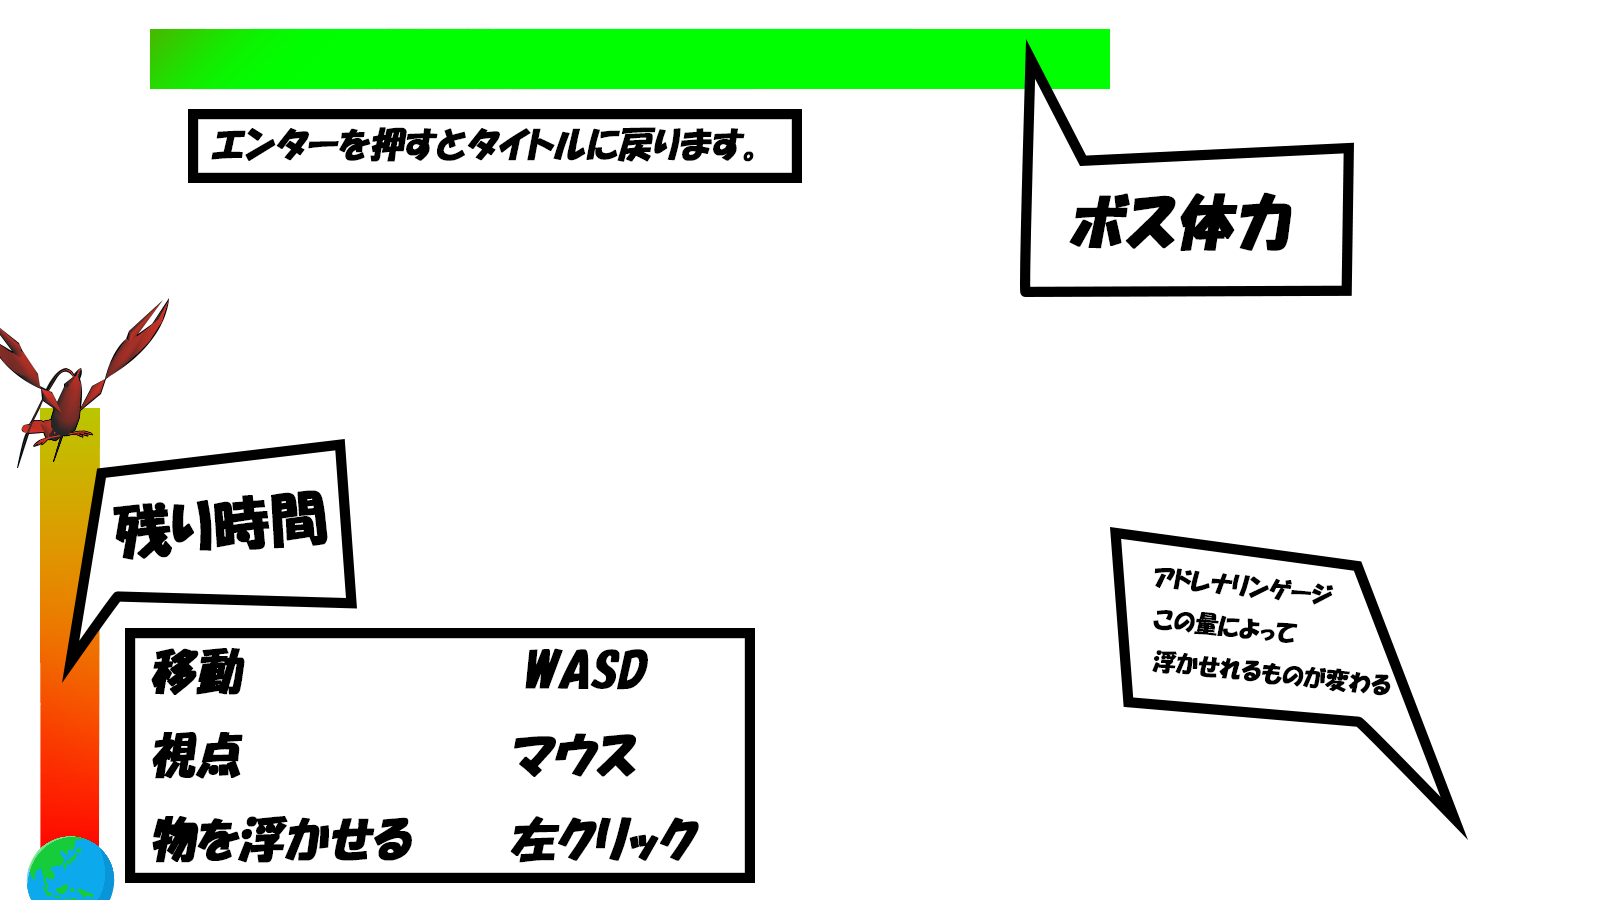 エンターを押すとタイトルに戻ります。
ボス体力
残り時間
アドレナリンゲージ
この量によって
浮かせれるものが変わる
移動 WASD
視点 マウス
物を浮かせる 左クリック